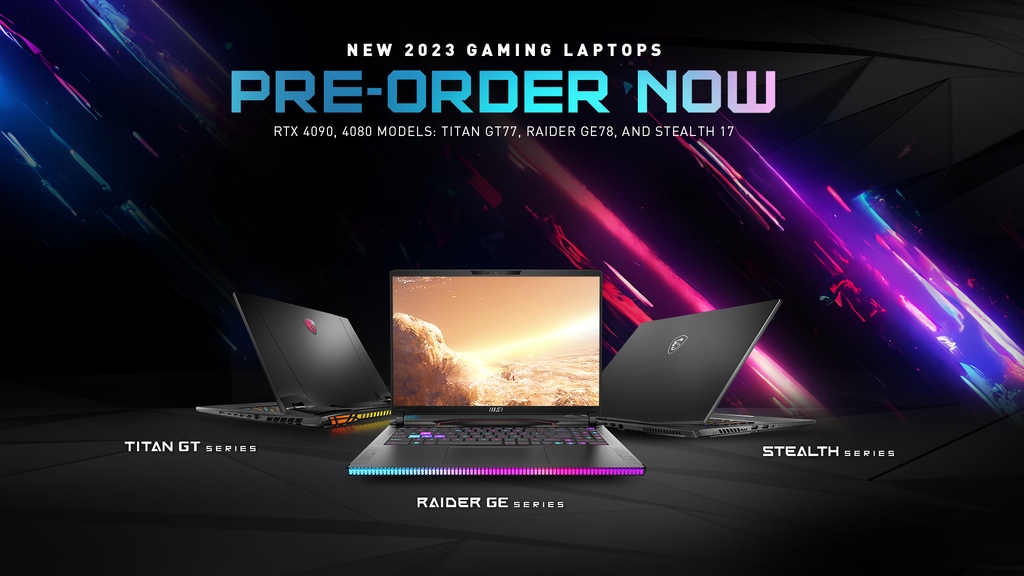 NEW 2023 GAMING LAPTOPS
PRE-ORDER NOW
RTX 4090, 4080 MODELS: TITAN GT77, RAIDER GE78, AND STEALTH 17
msi
TITAN GT SERIES
STEALTH SERIES
RAIDER GE SERIES